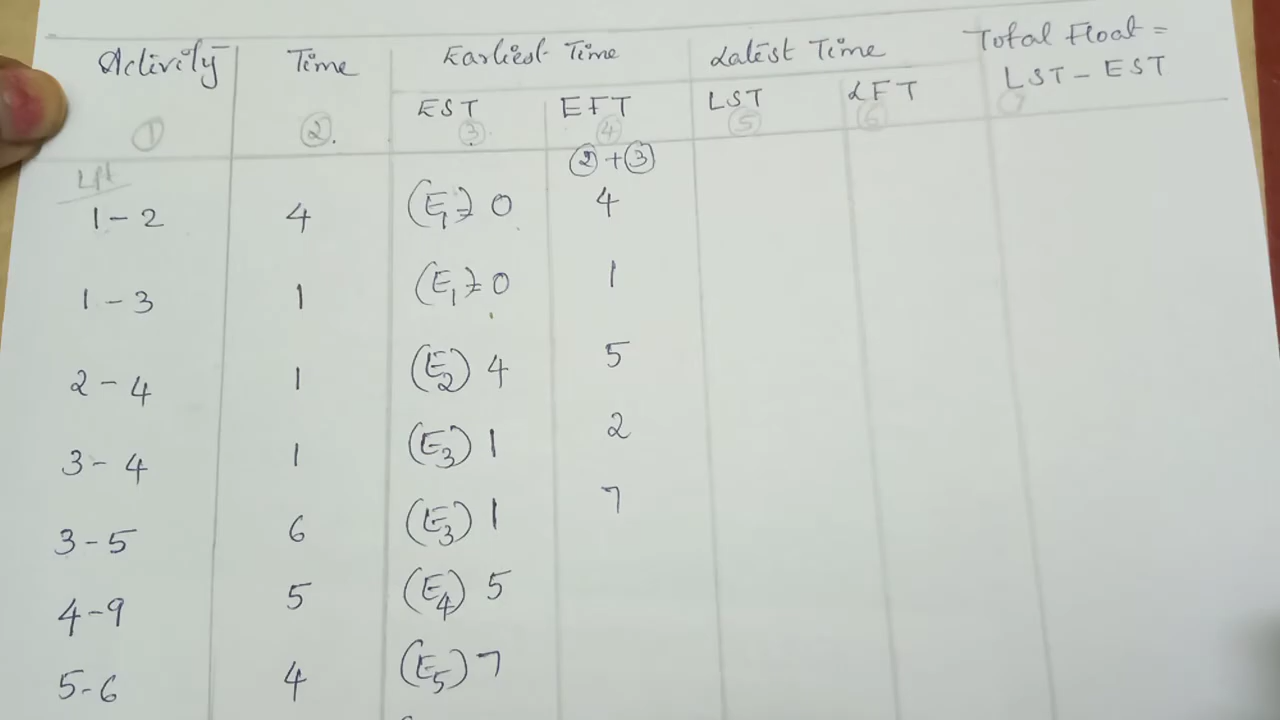 Activity Time Earliest Time Latest Time Total Float =
EST EFT LST LFT LST - EST
① ②. ③ ④ ⑤ ⑥ ⑦
②+③
1-2 4 (E1) = 0 4
1-3 1 (E1) = 0 1
2-4 1 (E2) 4 5
3-4 1 (E3) 1 2
3-5 6 (E3) 1 7
4-9 5 (E4) 5
5-6 4 (E5) 7